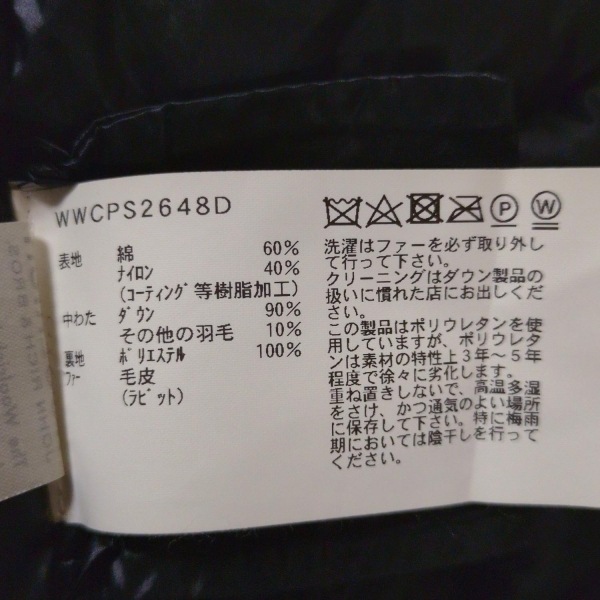 WWCPS2648D
表地 綿 60%
ナイロン 40%
(コーティング等樹脂加工)
中わた ダウン 90%
その他の羽毛 10%
裏地 ポリエステル 100%
ファー 毛皮
(ラビット)
P W
洗濯はファーを必ず取り外し
て行って下さい。
クリーニングはダウン製品の
扱いに慣れた店にお出しくだ
さい。
この製品はポリウレタンを使
用していますが、ポリウレタ
ンは素材の特性上3年～5年
程度で徐々に劣化します。
重ね置きしないで、高温多湿
をさけ、かつ通気のよい場所
に保存して下さい。特に梅雨
期においては陰干しを行って
ください。